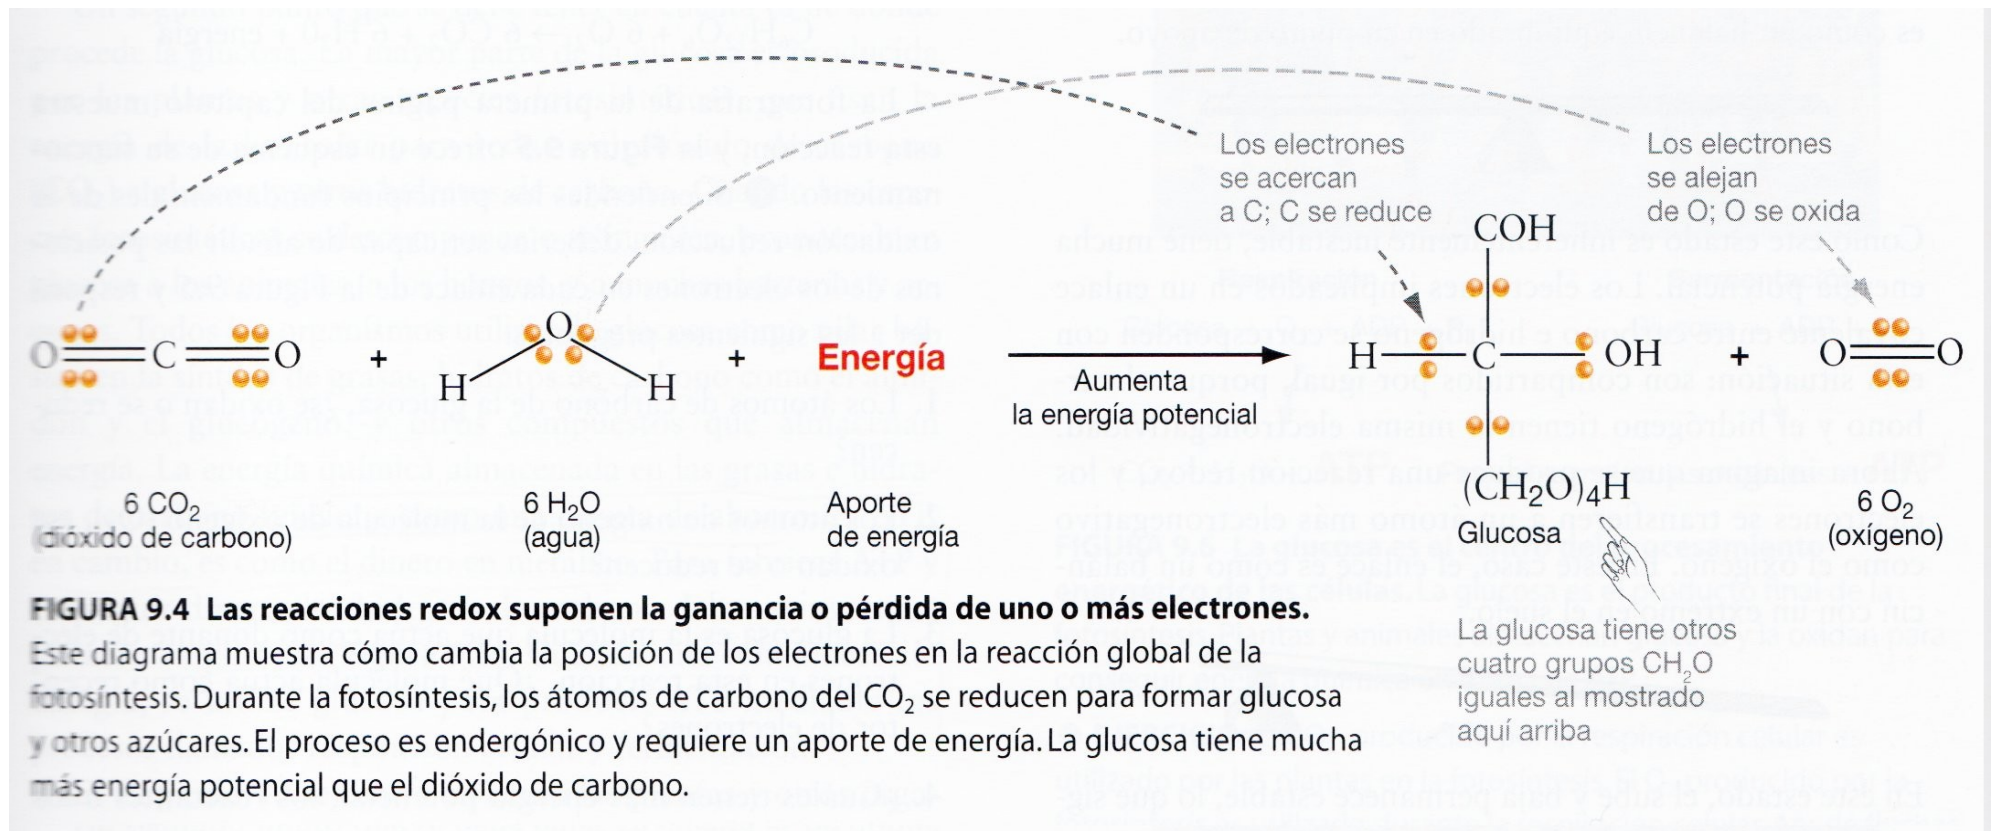 Los electrones
se acercan
a C; C se reduce
Los electrones
se alejan
de O; O se oxida
COH
O C O + O H H + Energía
Aumenta
la energía potencial
H C OH + O O
(CH2O)4H
Glucosa
6 CO2
(dióxido de carbono)
6 H2O
(agua)
Aporte
de energía
6 O2
(oxígeno)
La glucosa tiene otros
cuatro grupos CH2O
iguales al mostrado
aquí arriba
FIGURA 9.4 Las reacciones redox suponen la ganancia o pérdida de uno o más electrones.
Este diagrama muestra cómo cambia la posición de los electrones en la reacción global de la
fotosíntesis. Durante la fotosíntesis, los átomos de carbono del CO2 se reducen para formar glucosa
y otros azúcares. El proceso es endergónico y requiere un aporte de energía. La glucosa tiene mucha
más energía potencial que el dióxido de carbono.